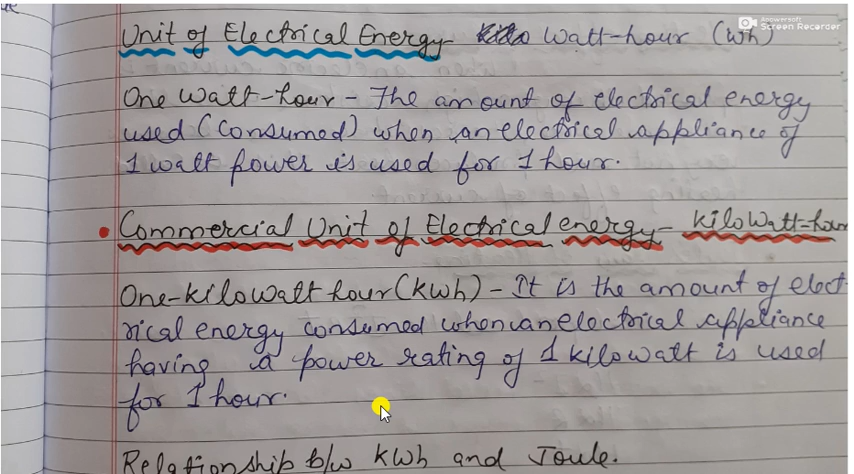 Unit of Electrical Energy Watt-hour (Wh)
One Watt-hour - The amount of electrical energy
used (consumed) when an electrical appliance of
1 watt power is used for 1 hour.
• Commercial Unit of Electrical energy - kiloWatt-hour
One-kiloWatt hour (kWh) - It is the amount of elect-
rical energy consumed when an electrical appliance
having a power rating of 1 kilowatt is used
for 1 hour.
Relationship b/w kWh and Joule.
Apowersoft
Screen Recorder